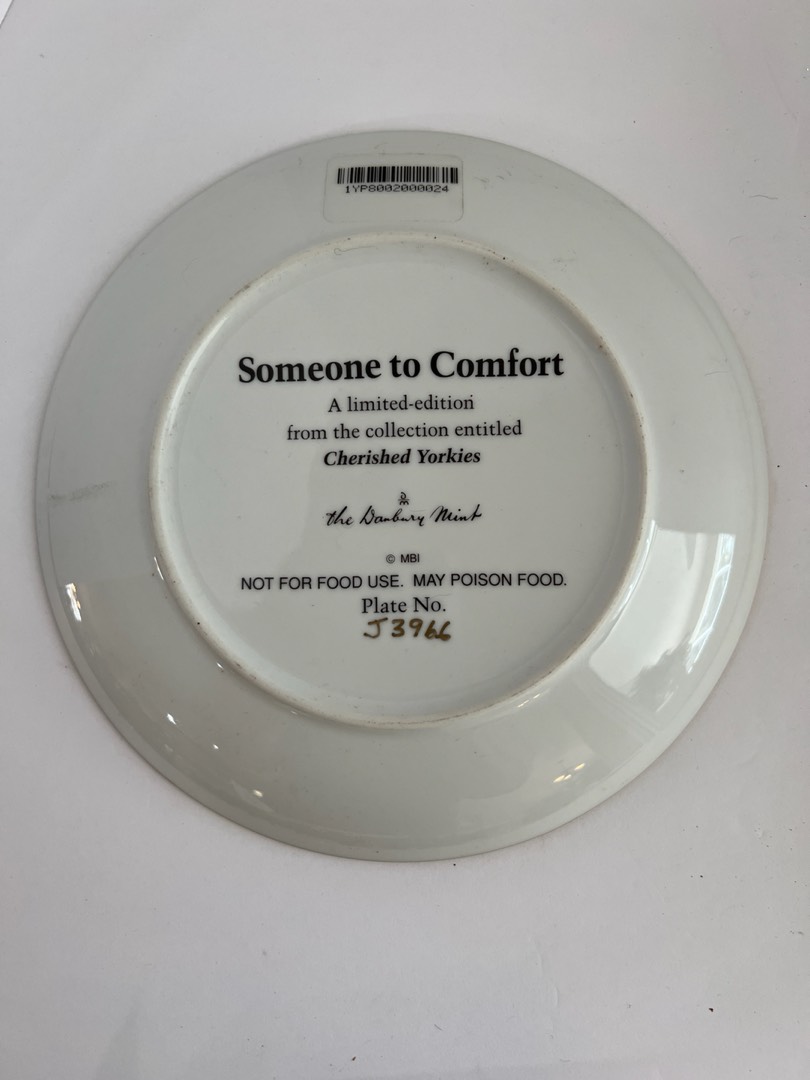 1YP8002000024
Someone to Comfort
A limited-edition
from the collection entitled
Cherished Yorkies
the Danbury Mint
© MBI
NOT FOR FOOD USE. MAY POISON FOOD.
Plate No.
J3966